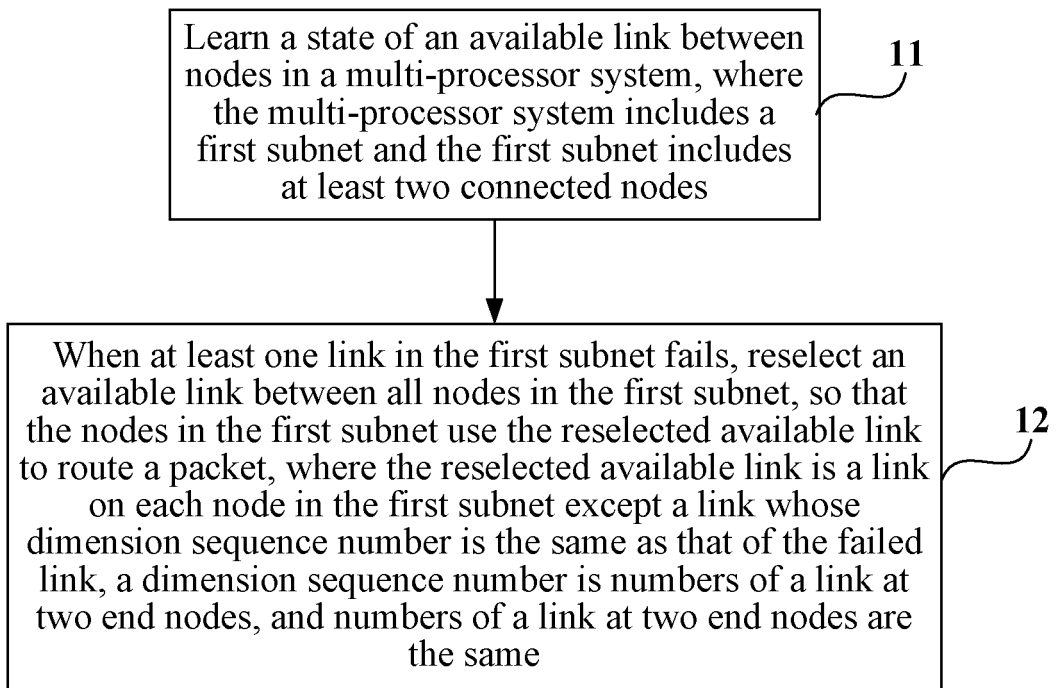 Learn a state of an available link between
nodes in a multi-processor system, where
the multi-processor system includes a
first subnet and the first subnet includes
at least two connected nodes
11
When at least one link in the first subnet fails, reselect an
available link between all nodes in the first subnet, so that
the nodes in the first subnet use the reselected available link
to route a packet, where the reselected available link is a link
on each node in the first subnet except a link whose
dimension sequence number is the same as that of the failed
link, a dimension sequence number is numbers of a link at
two end nodes, and numbers of a link at two end nodes are
the same
12